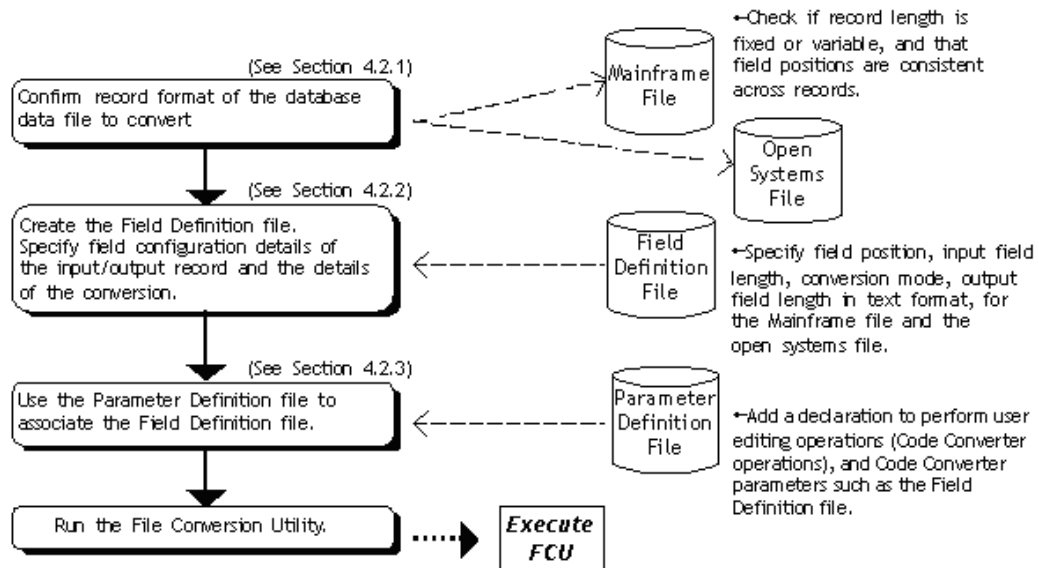 (See Section 4.2.1)
Confirm record format of the database
data file to convert
Mainframe
File
←Check if record length is
fixed or variable, and that
field positions are consistent
across records.
Open
Systems
File
(See Section 4.2.2)
Create the Field Definition file.
Specify field configuration details of
the input/output record and the details
of the conversion.
Field
Definition
File
←Specify field position, input field
length, conversion mode, output
field length in text format, for
the Mainframe file and the
open systems file.
(See Section 4.2.3)
Use the Parameter Definition file to
associate the Field Definition file.
Parameter
Definition
File
←Add a declaration to perform user
editing operations (Code Converter
operations), and Code Converter
parameters such as the Field
Definition file.
Run the File Conversion Utility.
Execute
FCU